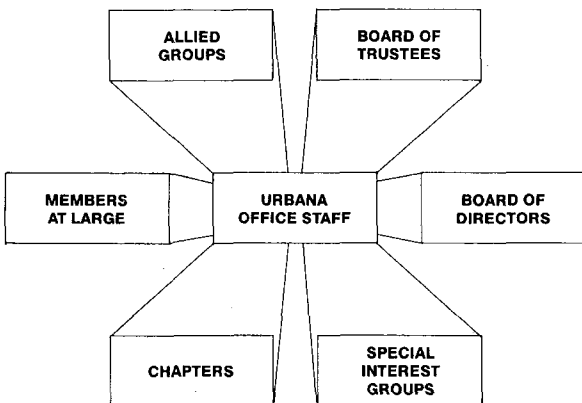 ALLIED
GROUPS
BOARD OF
TRUSTEES
MEMBERS
AT LARGE
URBANA
OFFICE STAFF
BOARD OF
DIRECTORS
CHAPTERS
SPECIAL
INTEREST
GROUPS